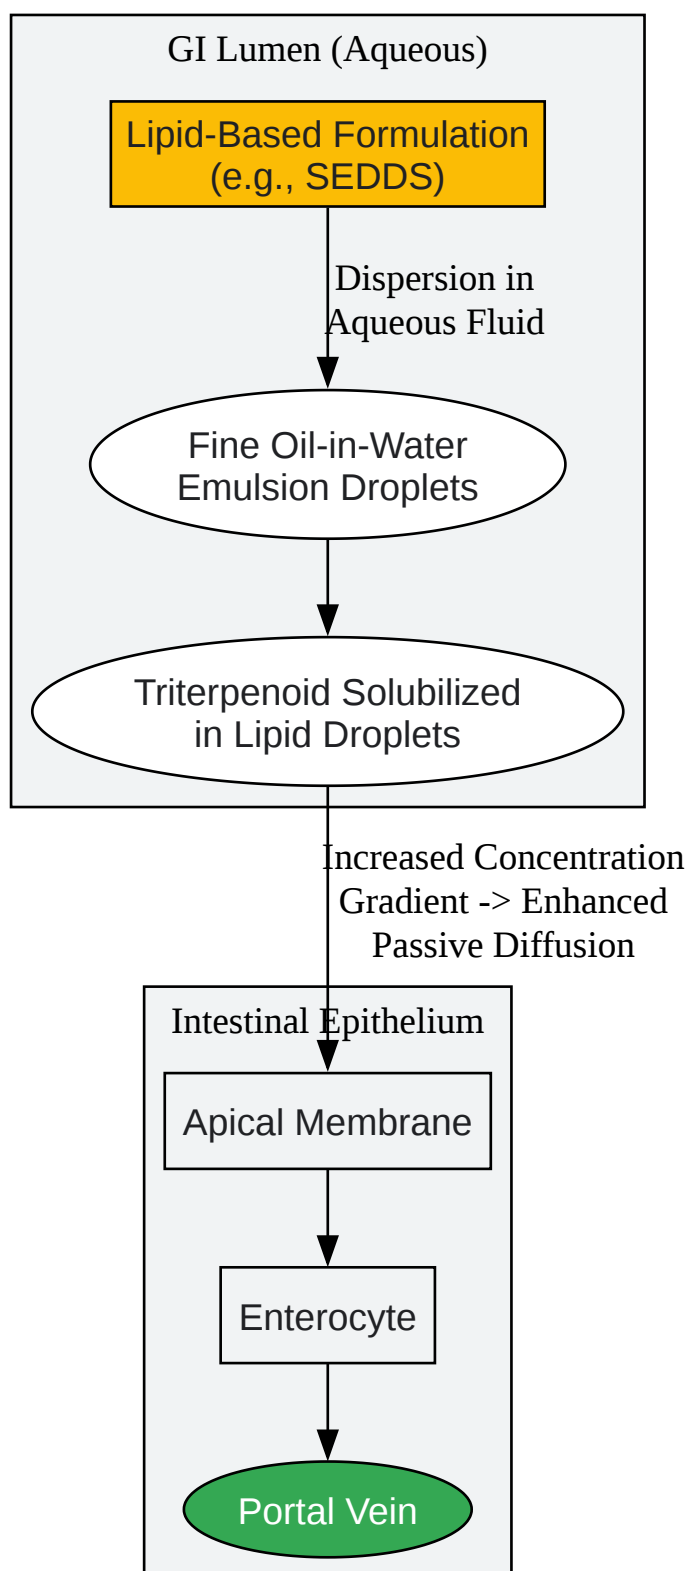 GI Lumen (Aqueous)
Lipid-Based Formulation
(e.g., SEDDS)
Dispersion in
Aqueous Fluid
Fine Oil-in-Water
Emulsion Droplets
Triterpenoid Solubilized
in Lipid Droplets
Increased Concentration
Gradient -> Enhanced
Passive Diffusion
Intestinal Epithelium
Apical Membrane
Enterocyte
Portal Vein